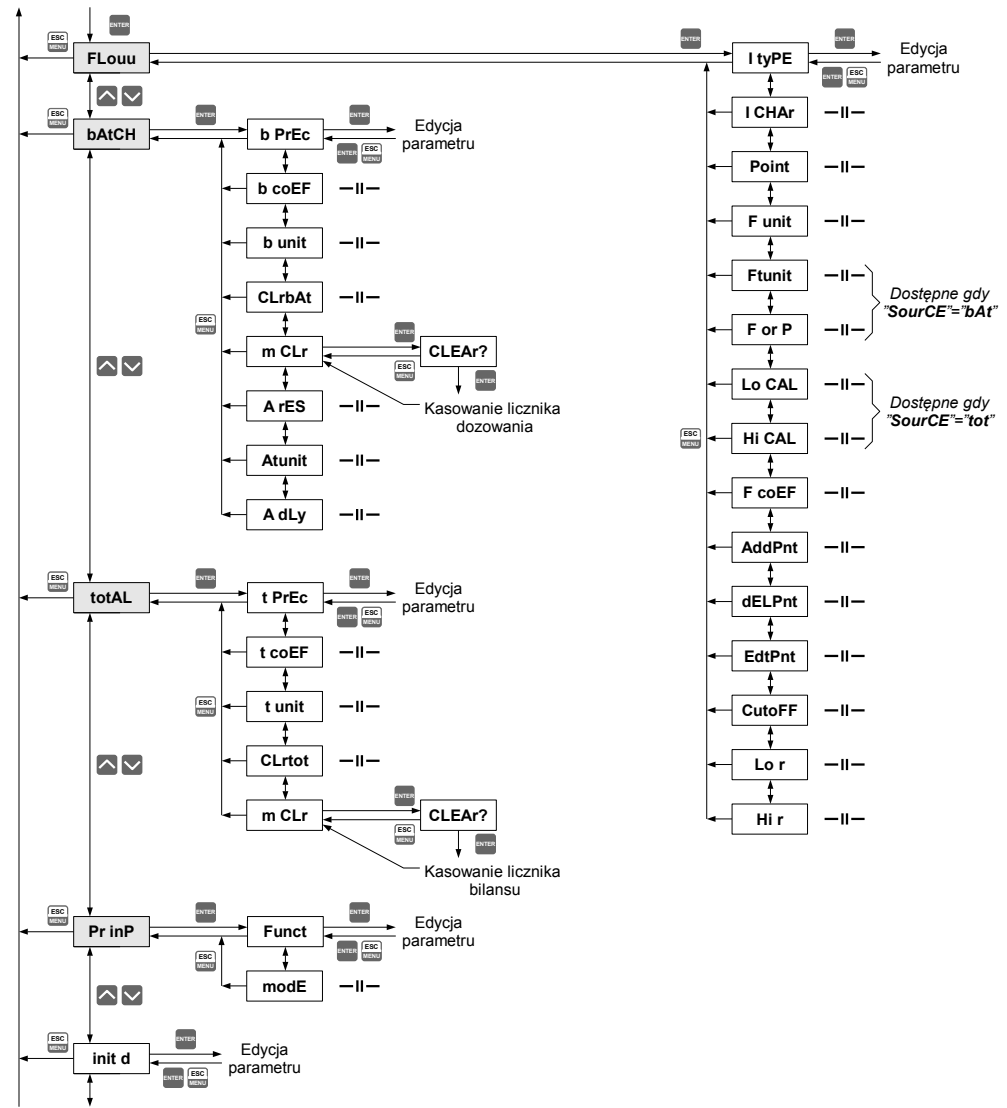 ENTER
ESC
MENU
FLouu
ENTER
I tyPE
ENTER
Edycja
parametru
ENTER
ESC
MENU
I CHAr
—II—
Point
—II—
F unit
—II—
Ftunit
—II—
F or P
—II—
Dostępne gdy
"SourCE"="bAt"
Lo CAL
—II—
Hi CAL
—II—
Dostępne gdy
"SourCE"="tot"
ESC
MENU
F coEF
—II—
AddPnt
—II—
dELPnt
—II—
EdtPnt
—II—
CutoFF
—II—
Lo r
—II—
Hi r
—II—
ESC
MENU
bAtCH
ENTER
b PrEc
ENTER
Edycja
parametru
ENTER
ESC
MENU
b coEF
—II—
b unit
—II—
CLrbAt
—II—
ESC
MENU
m CLr
ENTER
CLEAr?
ESC
MENU
ENTER
Kasowanie licznika
dozowania
A rES
—II—
Atunit
—II—
A dLy
—II—
ESC
MENU
totAL
ENTER
t PrEc
ENTER
Edycja
parametru
ENTER
ESC
MENU
t coEF
—II—
ESC
MENU
t unit
—II—
CLrtot
—II—
m CLr
ENTER
CLEAr?
ESC
MENU
ENTER
Kasowanie licznika
bilansu
ESC
MENU
Pr inP
ENTER
Funct
ENTER
Edycja
parametru
ENTER
ESC
MENU
ESC
MENU
modE
—II—
ESC
MENU
init d
ENTER
Edycja
parametru
ENTER
ESC
MENU